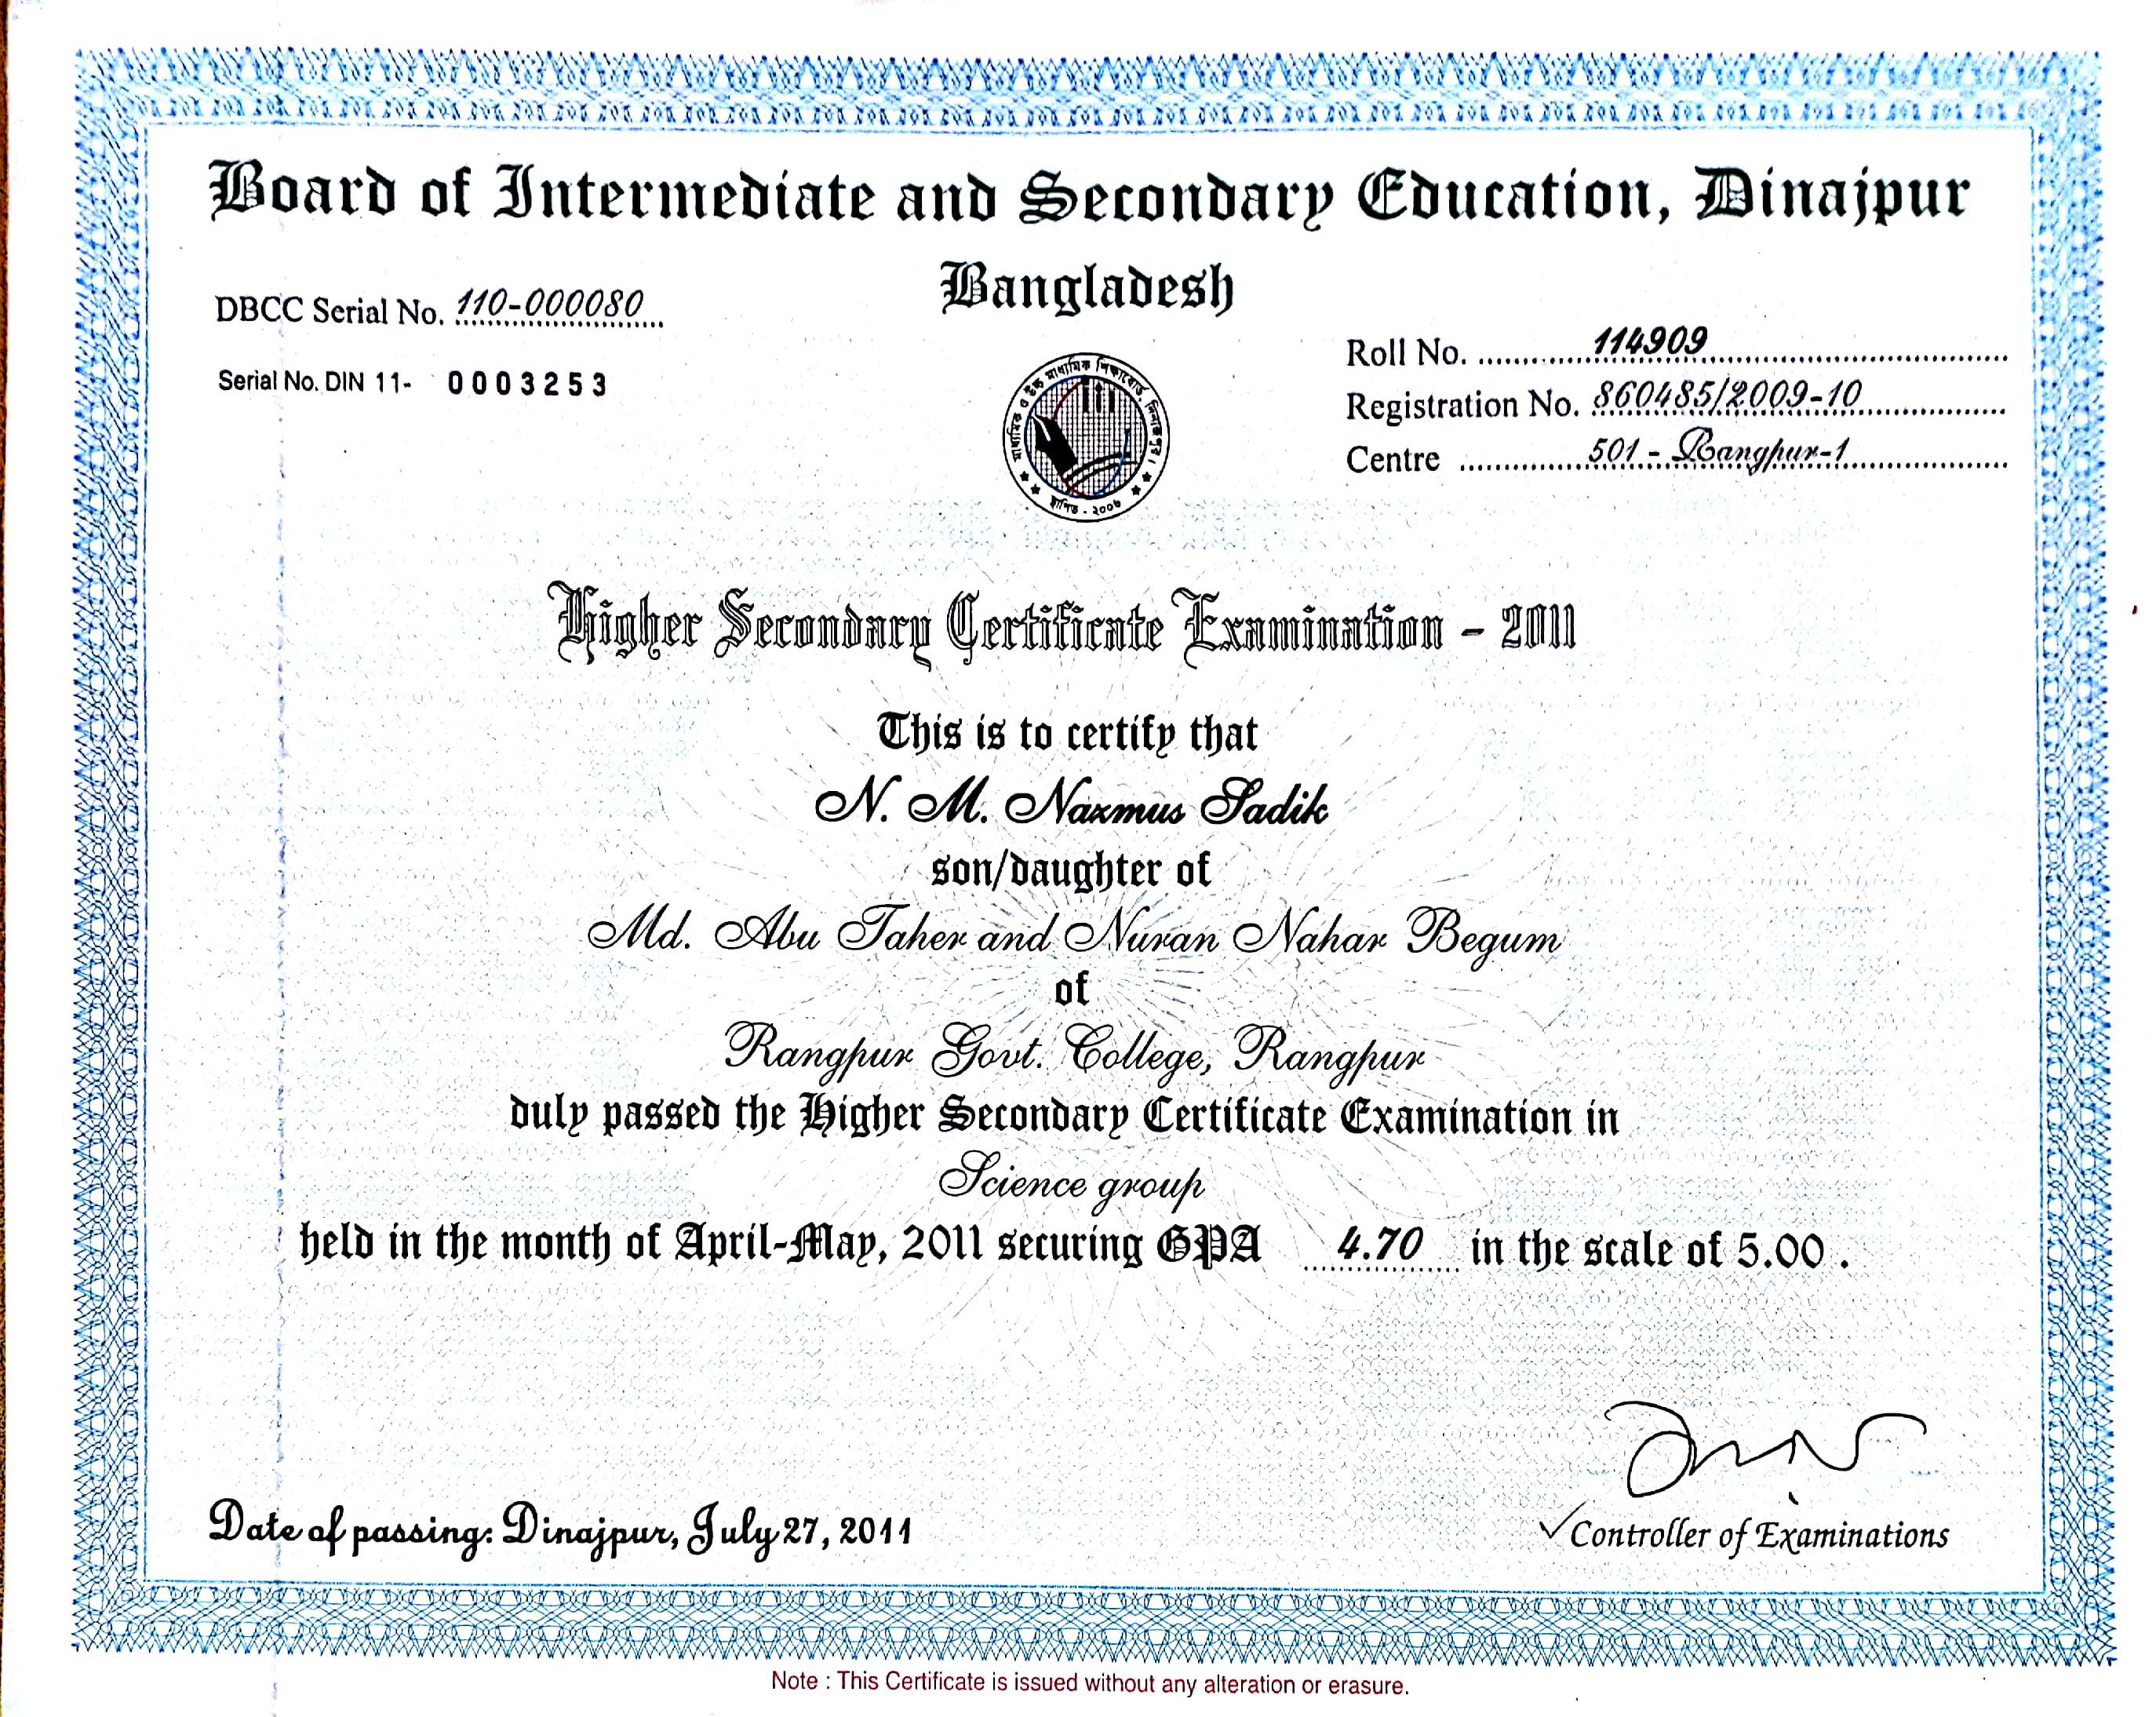 Board of Intermediate and Secondary Education, Dinajpur
Bangladesh
DBCC Serial No. 110-000080
Serial No. DIN 11- 0003253
Roll No. 114909
Registration No. 860485/2009-10
Centre 501 - Rangpur-1
মাধ্যমিক ও উচ্চ মাধ্যমিক শিক্ষাবোর্ড, দিনাজপুর।
স্থাপিত - ২০০৬
Higher Secondary Certificate Examination - 2011
This is to certify that
N. M. Nazmus Sadik
son/daughter of
Md. Abu Taher and Nuran Nahar Begum
of
Rangpur Govt. College, Rangpur
duly passed the Higher Secondary Certificate Examination in
Science group
held in the month of April-May, 2011 securing GPA 4.70 in the scale of 5.00 .
Date of passing: Dinajpur, July 27, 2011
Controller of Examinations
Note : This Certificate is issued without any alteration or erasure.